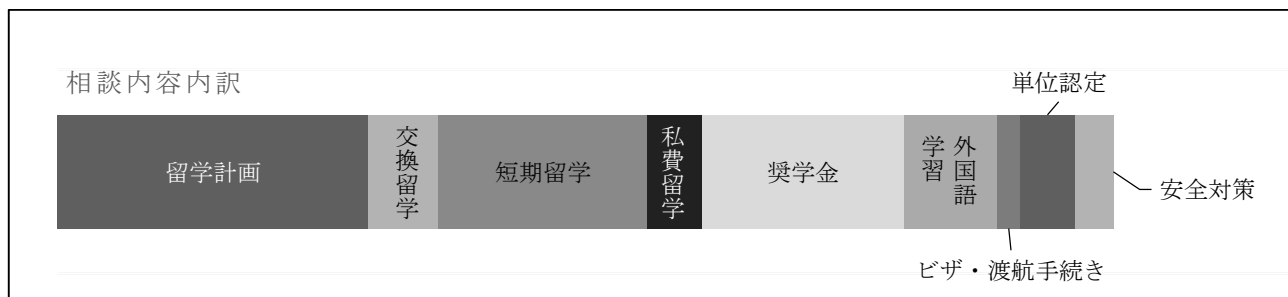 相談内容内訳
単位認定
留学計画
交換留学
短期留学
私費留学
奨学金
外国語
学習
安全対策
ビザ・渡航手続き